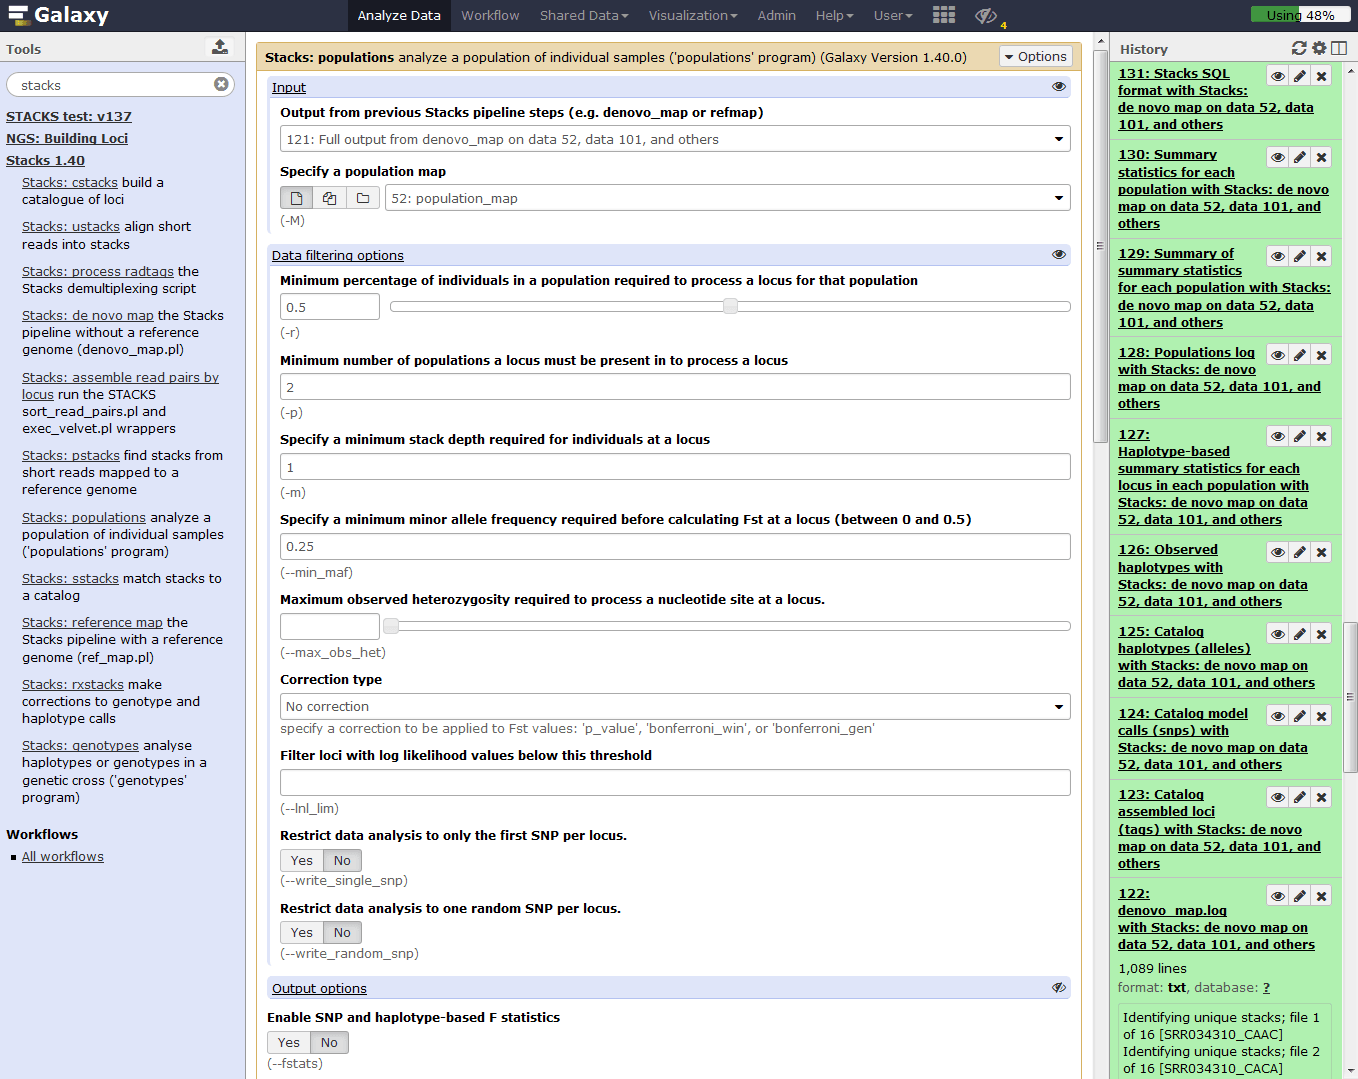 Galaxy
Analyze Data Workflow Shared Data Visualization Admin Help User 4 Using 48%
Tools
stacks
STACKS test: v137
NGS: Building Loci
Stacks 1.40
Stacks: cstacks build a
catalogue of loci
Stacks: ustacks align short
reads into stacks
Stacks: process radtags the
Stacks demultiplexing script
Stacks: de novo map the Stacks
pipeline without a reference
genome (denovo_map.pl)
Stacks: assemble read pairs by
locus run the STACKS
sort_read_pairs.pl and
exec_velvet.pl wrappers
Stacks: pstacks find stacks from
short reads mapped to a
reference genome
Stacks: populations analyze a
population of individual samples
('populations' program)
Stacks: sstacks match stacks to
a catalog
Stacks: reference map the
Stacks pipeline with a reference
genome (ref_map.pl)
Stacks: rxstacks make
corrections to genotype and
haplotype calls
Stacks: genotypes analyse
haplotypes or genotypes in a
genetic cross ('genotypes'
program)
Workflows
All workflows
Stacks: populations analyze a population of individual samples ('populations' program) (Galaxy Version 1.40.0)
Options
Input
Output from previous Stacks pipeline steps (e.g. denovo_map or refmap)
121: Full output from denovo_map on data 52, data 101, and others
Specify a population map
52: population_map
(-M)
Data filtering options
Minimum percentage of individuals in a population required to process a locus for that population
0.5
(-r)
Minimum number of populations a locus must be present in to process a locus
2
(-p)
Specify a minimum stack depth required for individuals at a locus
1
(-m)
Specify a minimum minor allele frequency required before calculating Fst at a locus (between 0 and 0.5)
0.25
(--min_maf)
Maximum observed heterozygosity required to process a nucleotide site at a locus.
(--max_obs_het)
Correction type
No correction
specify a correction to be applied to Fst values: 'p_value', 'bonferroni_win', or 'bonferroni_gen'
Filter loci with log likelihood values below this threshold
(--lnl_lim)
Restrict data analysis to only the first SNP per locus.
Yes No
(--write_single_snp)
Restrict data analysis to one random SNP per locus.
Yes No
(--write_random_snp)
Output options
Enable SNP and haplotype-based F statistics
Yes No
(--fstats)
History
131: Stacks SQL
format with Stacks:
de novo map on data 52, data
101, and others
130: Summary
statistics for each
population with Stacks: de novo
map on data 52, data 101, and
others
129: Summary of
summary statistics
for each population with Stacks:
de novo map on data 52, data
101, and others
128: Populations log
with Stacks: de novo
map on data 52, data 101, and
others
127:
Haplotype-based
summary statistics for each
locus in each population with
Stacks: de novo map on data
52, data 101, and others
126: Observed
haplotypes with
Stacks: de novo map on data
52, data 101, and others
125: Catalog
haplotypes (alleles)
with Stacks: de novo map on
data 52, data 101, and others
124: Catalog model
calls (snps) with
Stacks: de novo map on data
52, data 101, and others
123: Catalog
assembled loci
(tags) with Stacks: de novo
map on data 52, data 101, and
others
122:
denovo_map.log
with Stacks: de novo map on
data 52, data 101, and others
1,089 lines
format: txt, database: ?
Identifying unique stacks; file 1
of 16 [SRR034310_CAAC]
Identifying unique stacks; file 2
of 16 [SRR034310_CACA]